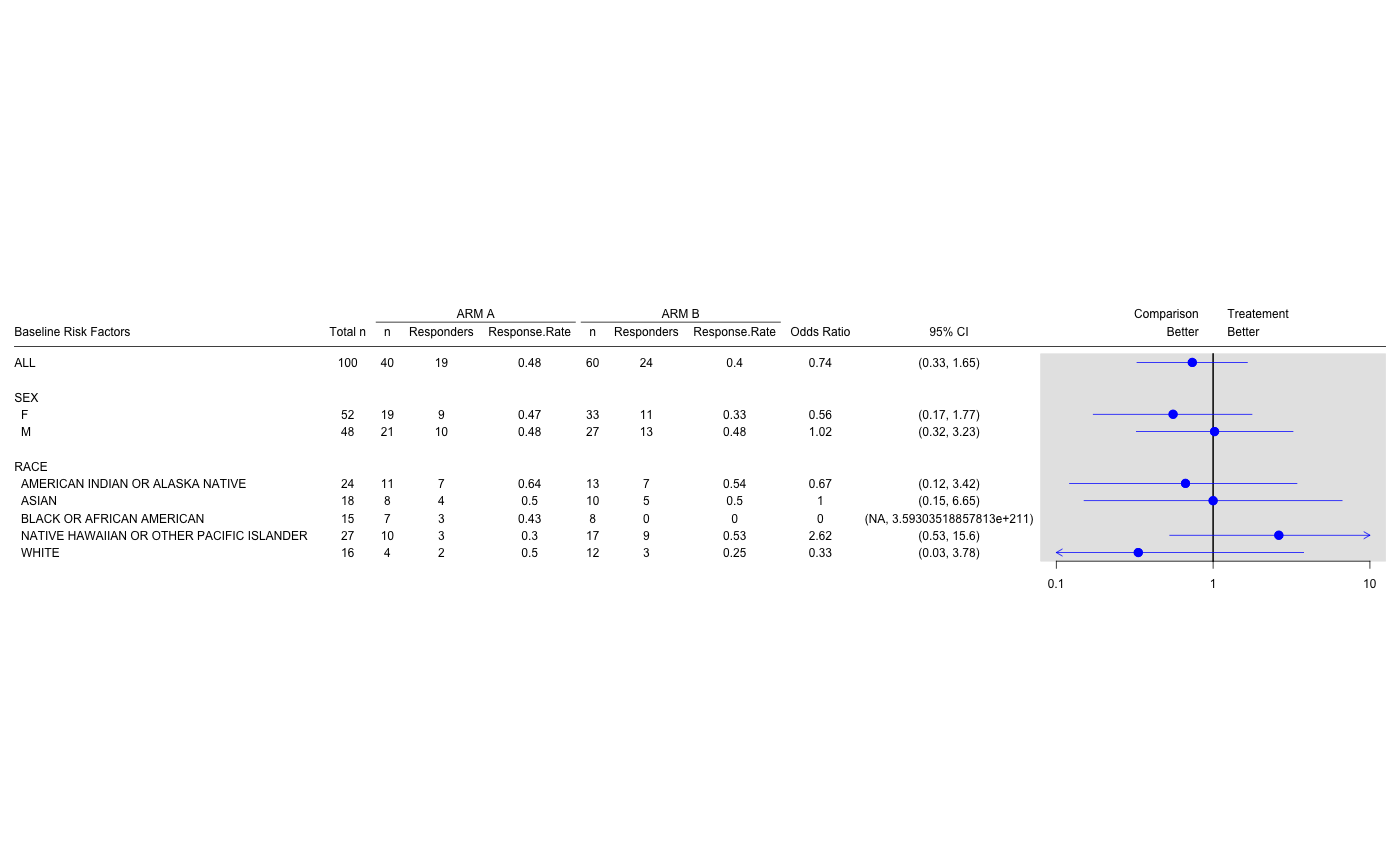 ARM A ARM B Comparison Treatement
Baseline Risk Factors Total n n Responders Response.Rate n Responders Response.Rate Odds Ratio 95% CI Better Better
ALL 100 40 19 0.48 60 24 0.4 0.74 (0.33, 1.65)
SEX
F 52 19 9 0.47 33 11 0.33 0.56 (0.17, 1.77)
M 48 21 10 0.48 27 13 0.48 1.02 (0.32, 3.23)
RACE
AMERICAN INDIAN OR ALASKA NATIVE 24 11 7 0.64 13 7 0.54 0.67 (0.12, 3.42)
ASIAN 18 8 4 0.5 10 5 0.5 1 (0.15, 6.65)
BLACK OR AFRICAN AMERICAN 15 7 3 0.43 8 0 0 0 (NA, 3.59303518857813e+211)
NATIVE HAWAIIAN OR OTHER PACIFIC ISLANDER 27 10 3 0.3 17 9 0.53 2.62 (0.53, 15.6)
WHITE 16 4 2 0.5 12 3 0.25 0.33 (0.03, 3.78)
0.1 1 10